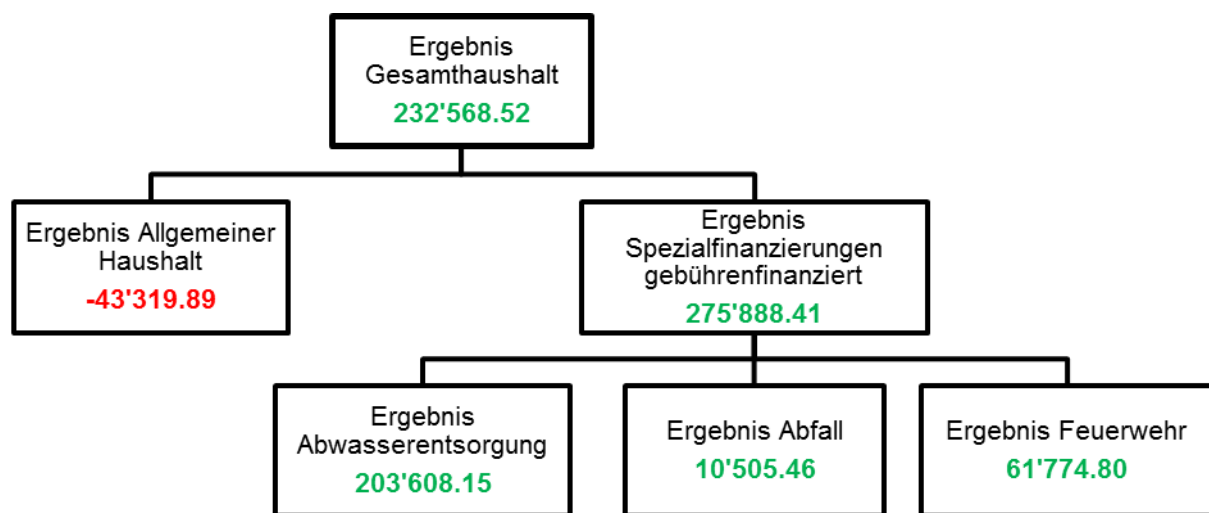 Ergebnis
Gesamthaushalt
232'568.52
Ergebnis Allgemeiner
Haushalt
-43'319.89
Ergebnis
Spezialfinanzierungen
gebührenfinanziert
275'888.41
Ergebnis
Abwasserentsorgung
203'608.15
Ergebnis Abfall
10'505.46
Ergebnis Feuerwehr
61'774.80